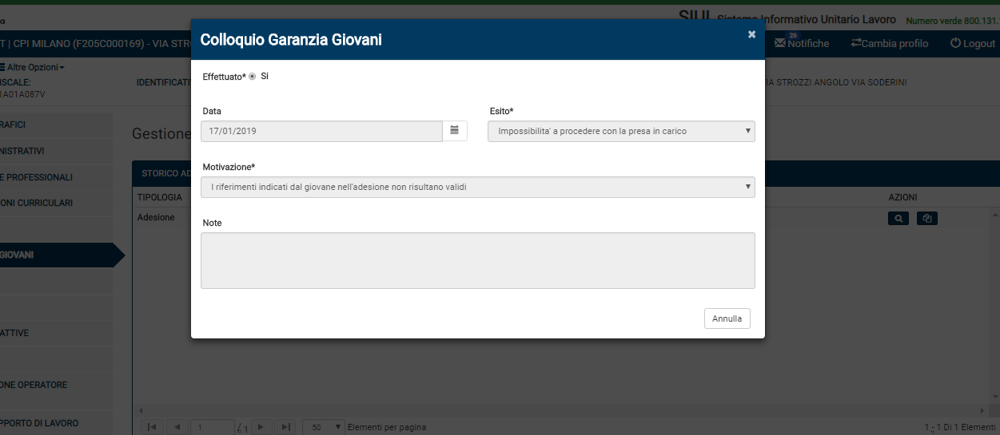 SIUL Sistema Informativo Unitario Lavoro Numero verde 800.131.
T | CPI MILANO (F205C000169) - VIA STR
26
Notifiche
Cambia profilo
Logout
Altre Opzioni
ISCALE:
1A01A087V
IDENTIFICATI
IA STROZZI ANGOLO VIA SODERINI
RAFICI
INISTRATIVI
E PROFESSIONALI
ONI CURRICULARI
GIOVANI
ATTIVE
ONE OPERATORE
PPORTO DI LAVORO
Gestione
STORICO AD
TIPOLOGIA
AZIONI
Adesione
Colloquio Garanzia Giovani
×
Effettuato* Si
Data
17/01/2019
Esito*
Impossibilita' a procedere con la presa in carico
Motivazione*
I riferimenti indicati dal giovane nell'adesione non risultano validi
Note
Annulla
1 / 1
50 Elementi per pagina
1 - 1 Di 1 Elementi